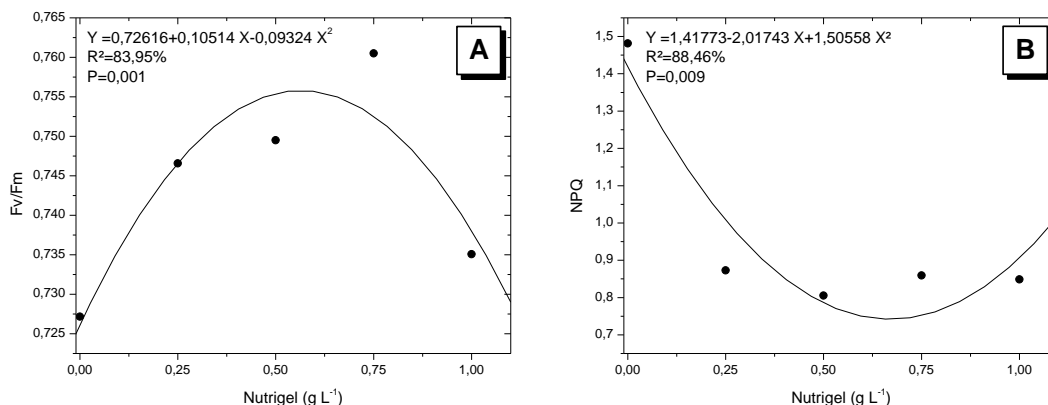 Y =0,72616+0,10514 X-0,09324 X²
R²=83,95%
P=0,001
A
0,765
0,760
0,755
0,750
0,745
0,740
0,735
0,730
0,725
Fv/Fm
0,00 0,25 0,50 0,75 1,00
Nutrigel (g L⁻¹)
Y =1,41773-2,01743 X+1,50558 X²
R²=88,46%
P=0,009
B
1,5
1,4
1,3
1,2
1,1
1,0
0,9
0,8
0,7
NPQ
0,00 0,25 0,50 0,75 1,00
Nutrigel (g L⁻¹)